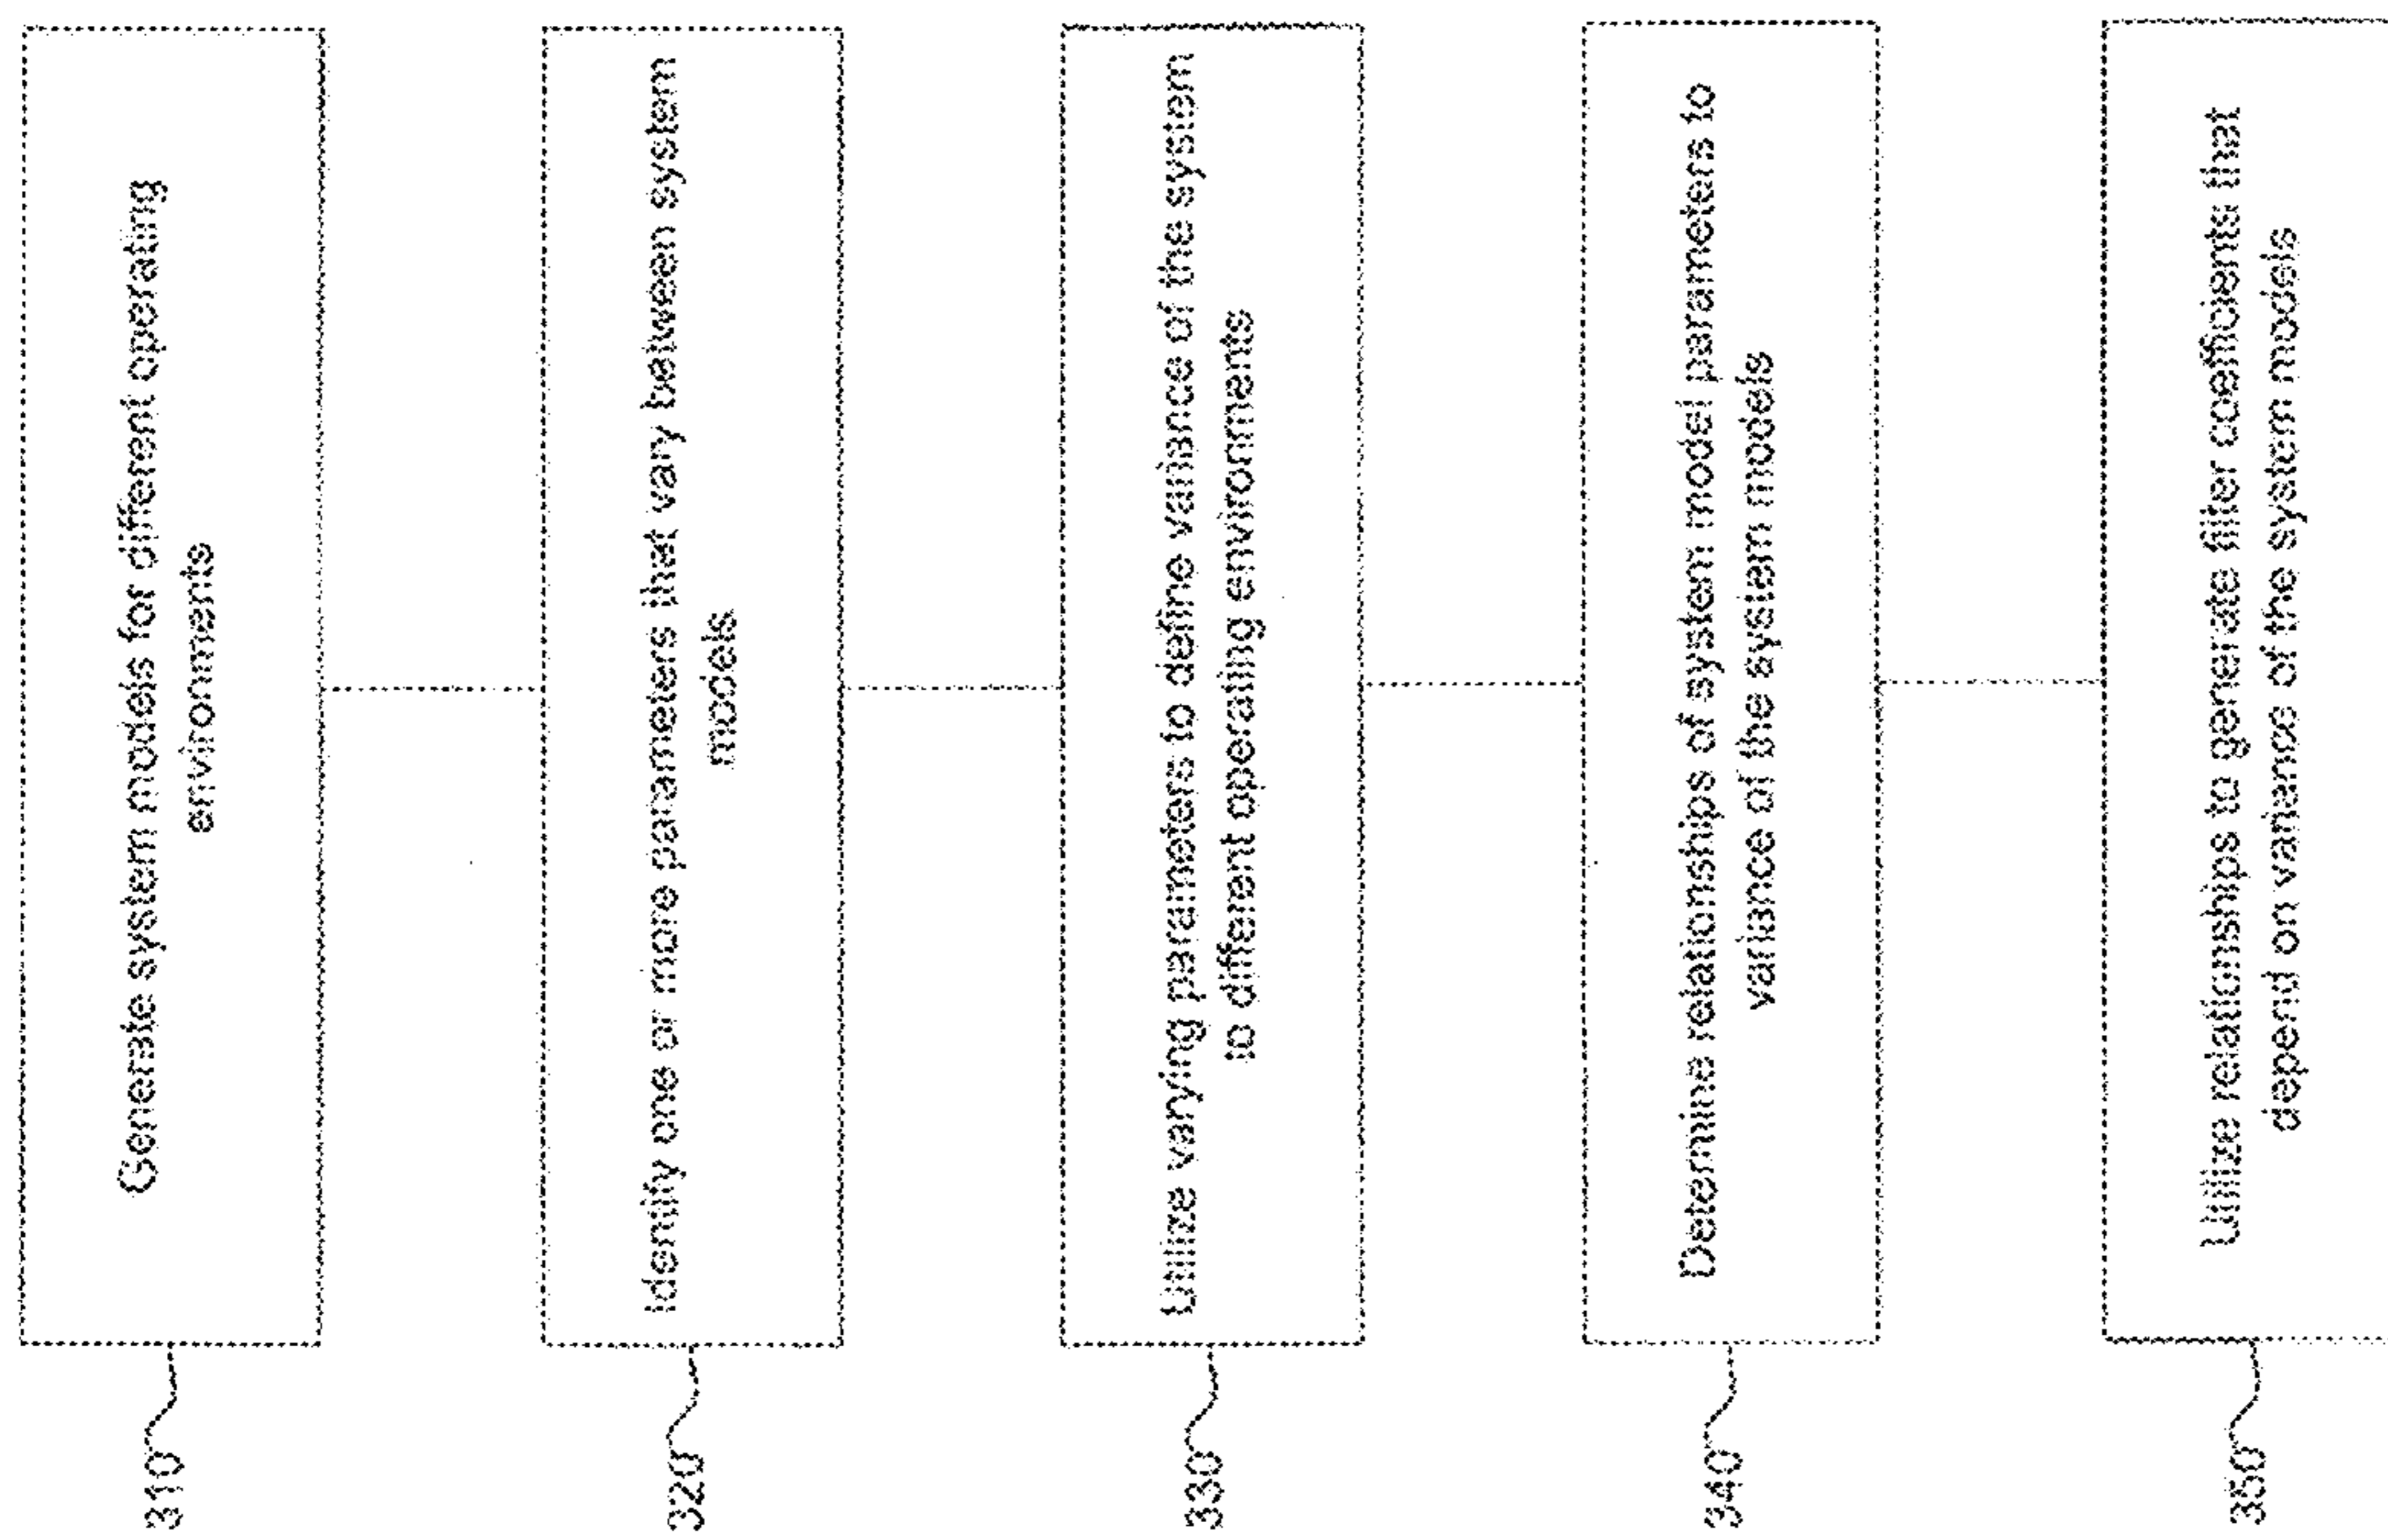 310
Generate system models for different operating
environments
320
Identify one or more parameters that vary between system
models
330
Utilize varying parameters to define variance of the system
to different operating environments
340
Determine relationships of system model parameters to
variance of the system models
350
Utilize relationships to generate filter coefficients that
depend on variance of the system models